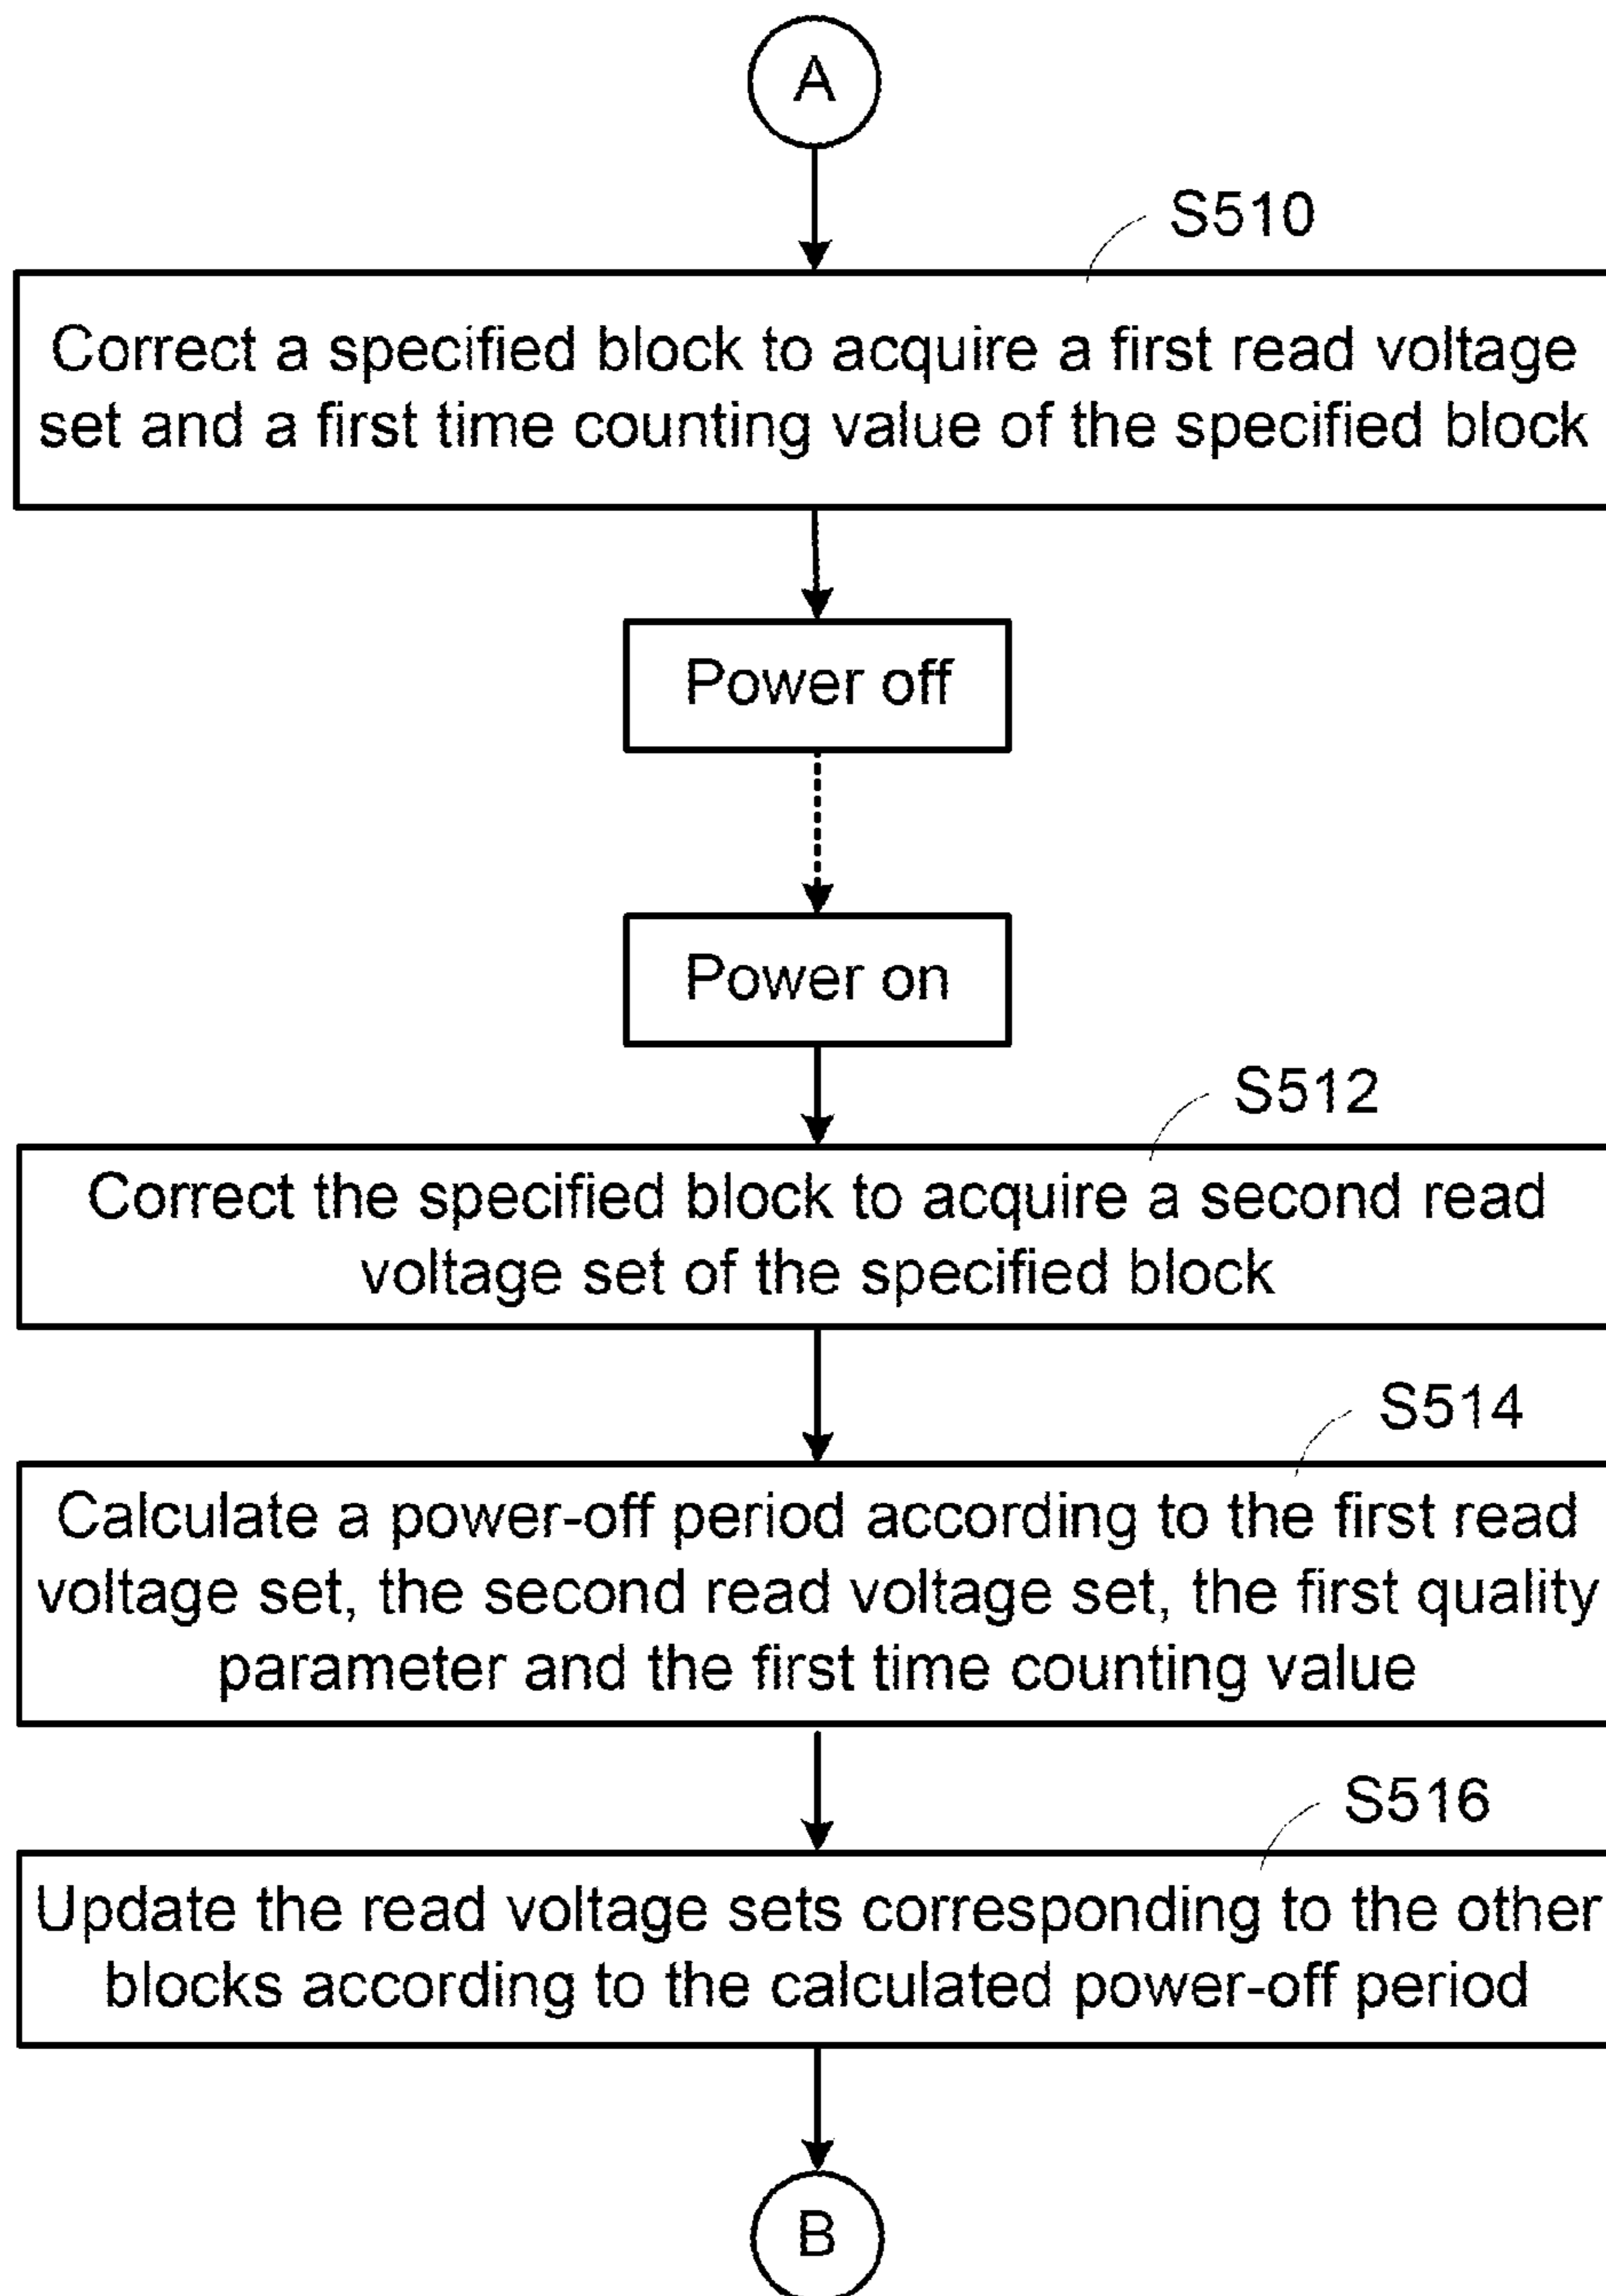 A
S510
Correct a specified block to acquire a first read voltage
set and a first time counting value of the specified block
Power off
Power on
S512
Correct the specified block to acquire a second read
voltage set of the specified block
S514
Calculate a power-off period according to the first read
voltage set, the second read voltage set, the first quality
parameter and the first time counting value
S516
Update the read voltage sets corresponding to the other
blocks according to the calculated power-off period
B